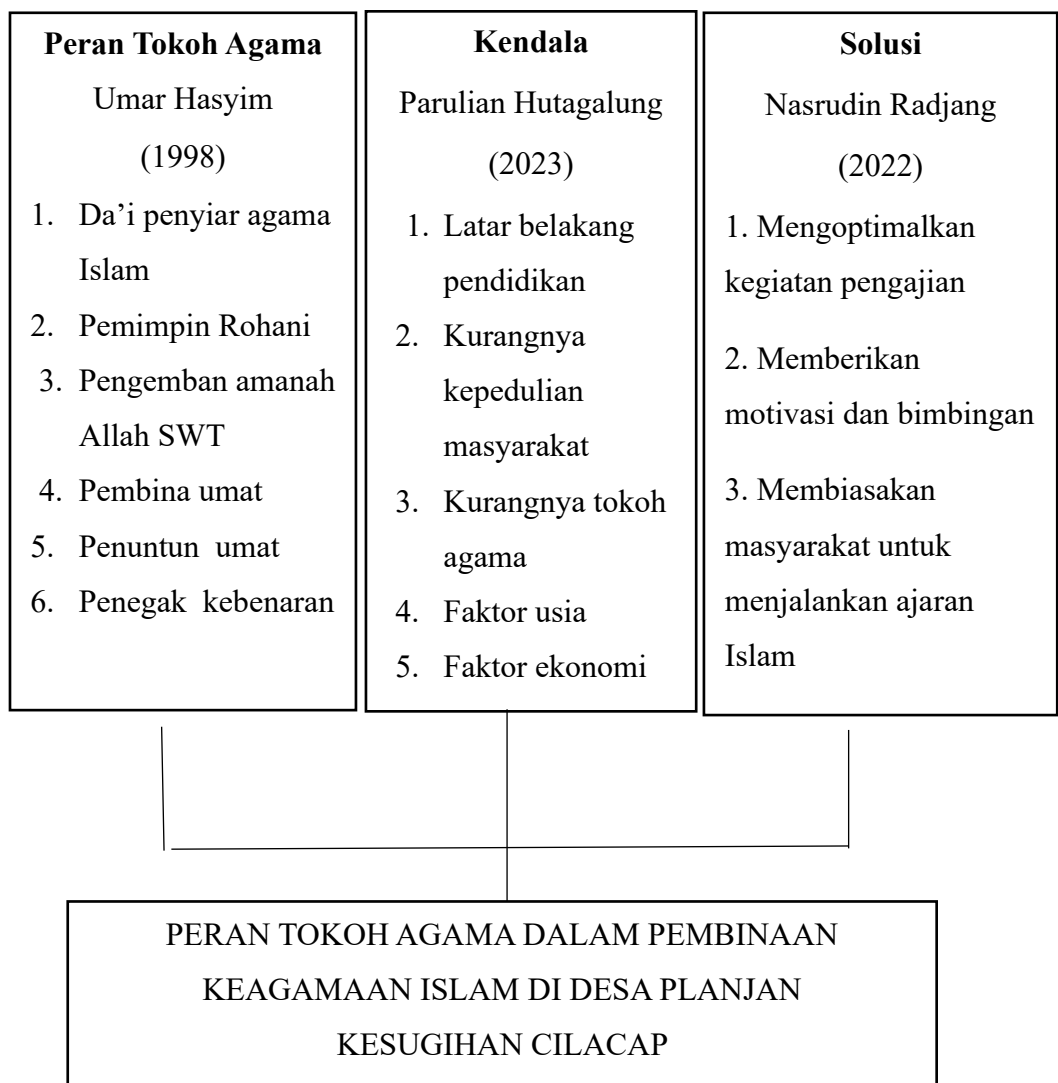 Peran Tokoh Agama
Umar Hasyim
(1998)
1. Da’i penyiar agama
Islam
2. Pemimpin Rohani
3. Pengemban amanah
Allah SWT
4. Pembina umat
5. Penuntun umat
6. Penegak kebenaran
Kendala
Parulian Hutagalung
(2023)
1. Latar belakang
pendidikan
2. Kurangnya
kepedulian
masyarakat
3. Kurangnya tokoh
agama
4. Faktor usia
5. Faktor ekonomi
Solusi
Nasrudin Radjang
(2022)
1. Mengoptimalkan
kegiatan pengajian
2. Memberikan
motivasi dan bimbingan
3. Membiasakan
masyarakat untuk
menjalankan ajaran
Islam
PERAN TOKOH AGAMA DALAM PEMBINAAN
KEAGAMAAN ISLAM DI DESA PLANJAN
KESUGIHAN CILACAP